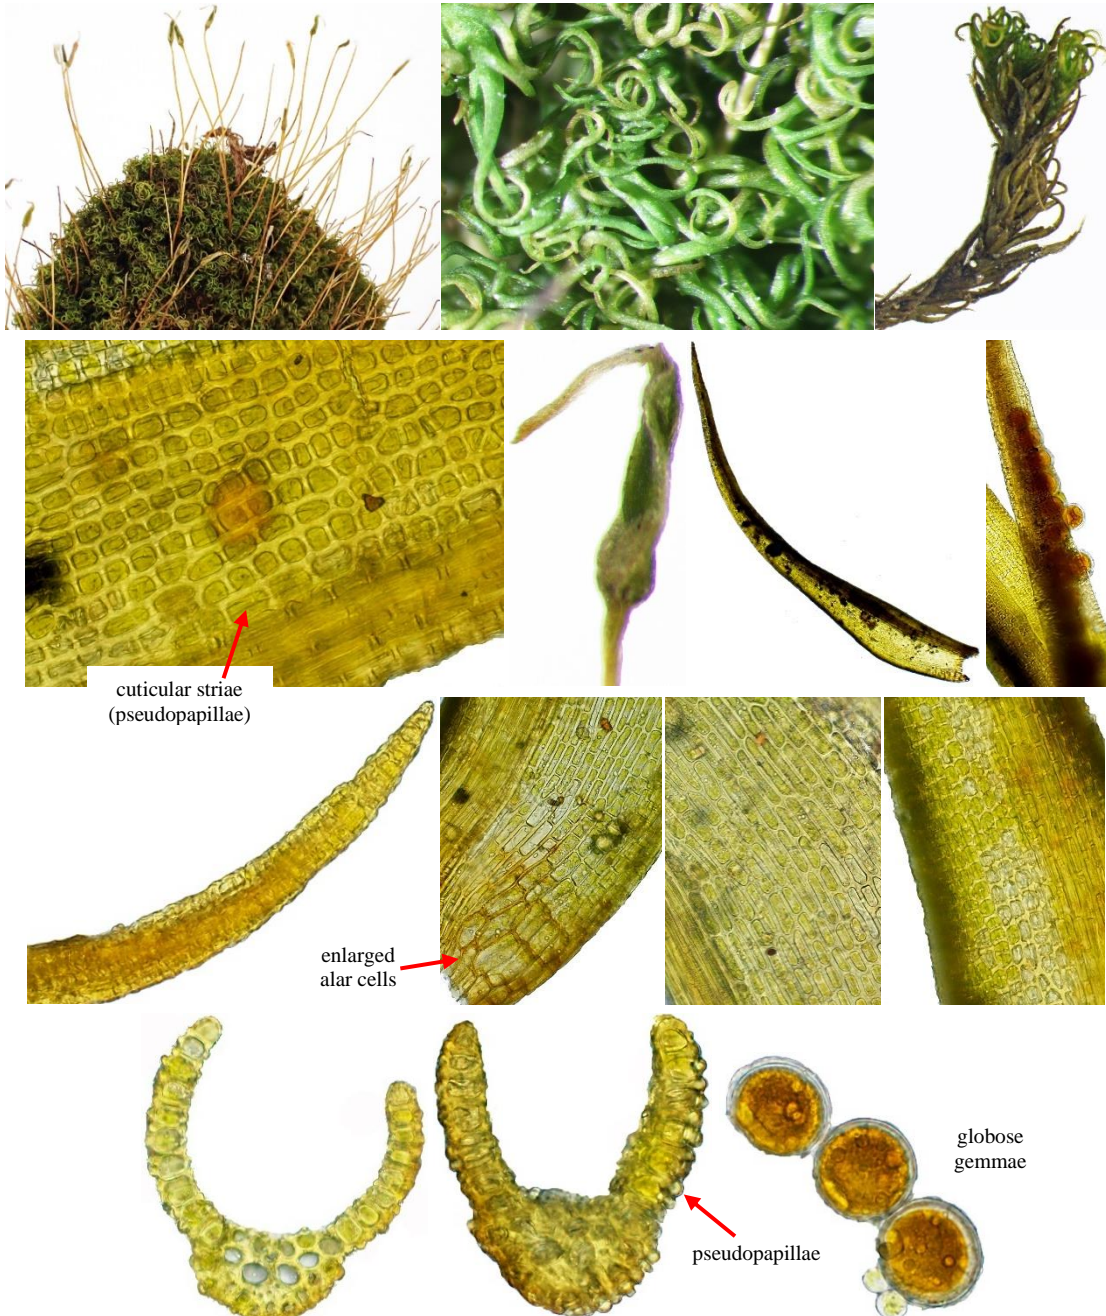 cuticular striae
(pseudopapillae)
enlarged
alar cells
globose
gemmae
pseudopapillae